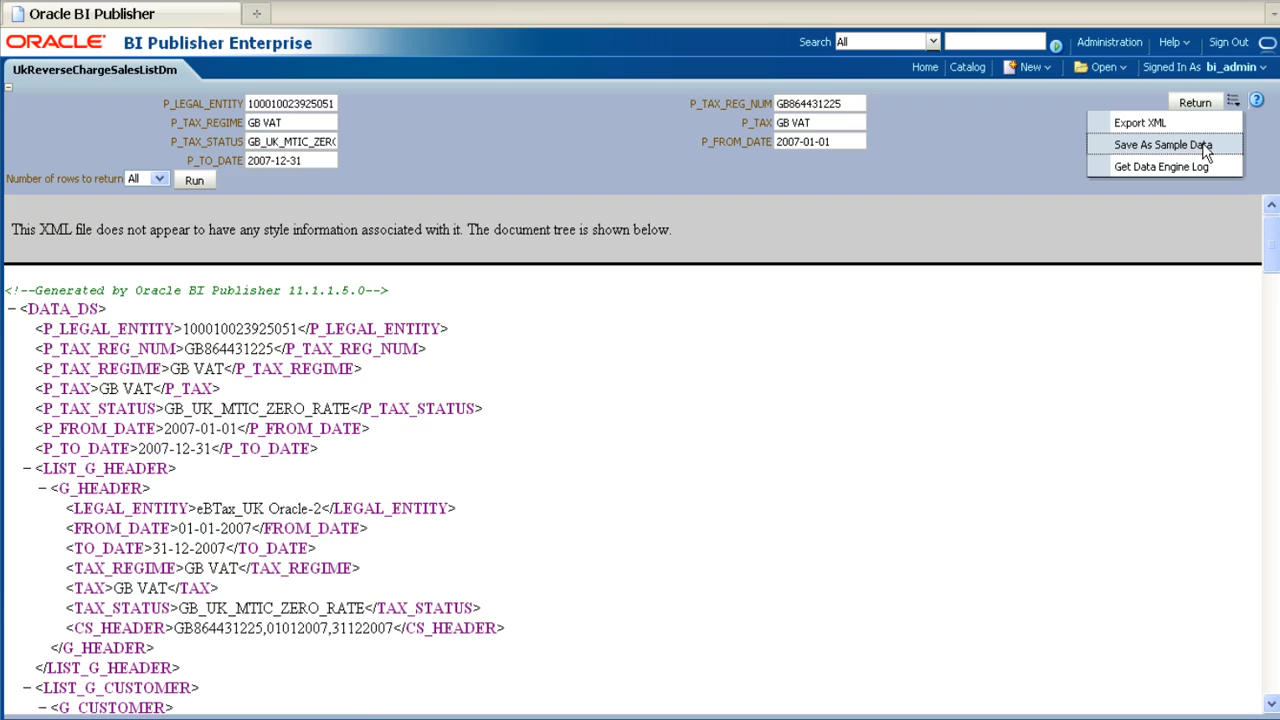 Oracle BI Publisher
ORACLE BI Publisher Enterprise Search All Administration Help Sign Out
UkReverseChargeSalesListDm Home Catalog New Open Signed In As bi_admin
P_LEGAL_ENTITY 100010023925051 P_TAX_REG_NUM GB864431225 Return
P_TAX_REGIME GB VAT P_TAX GB VAT Export XML
P_TAX_STATUS GB_UK_MTIC_ZER( P_FROM_DATE 2007-01-01 Save As Sample Data
P_TO_DATE 2007-12-31 Get Data Engine Log
Number of rows to return All Run
This XML file does not appear to have any style information associated with it. The document tree is shown below.
<!--Generated by Oracle BI Publisher 11.1.1.5.0-->
− <DATA_DS>
<P_LEGAL_ENTITY>100010023925051</P_LEGAL_ENTITY>
<P_TAX_REG_NUM>GB864431225</P_TAX_REG_NUM>
<P_TAX_REGIME>GB VAT</P_TAX_REGIME>
<P_TAX>GB VAT</P_TAX>
<P_TAX_STATUS>GB_UK_MTIC_ZERO_RATE</P_TAX_STATUS>
<P_FROM_DATE>2007-01-01</P_FROM_DATE>
<P_TO_DATE>2007-12-31</P_TO_DATE>
− <LIST_G_HEADER>
− <G_HEADER>
<LEGAL_ENTITY>eBTax_UK Oracle-2</LEGAL_ENTITY>
<FROM_DATE>01-01-2007</FROM_DATE>
<TO_DATE>31-12-2007</TO_DATE>
<TAX_REGIME>GB VAT</TAX_REGIME>
<TAX>GB VAT</TAX>
<TAX_STATUS>GB_UK_MTIC_ZERO_RATE</TAX_STATUS>
<CS_HEADER>GB864431225,01012007,31122007</CS_HEADER>
</G_HEADER>
</LIST_G_HEADER>
− <LIST_G_CUSTOMER>
− <G_CUSTOMER>